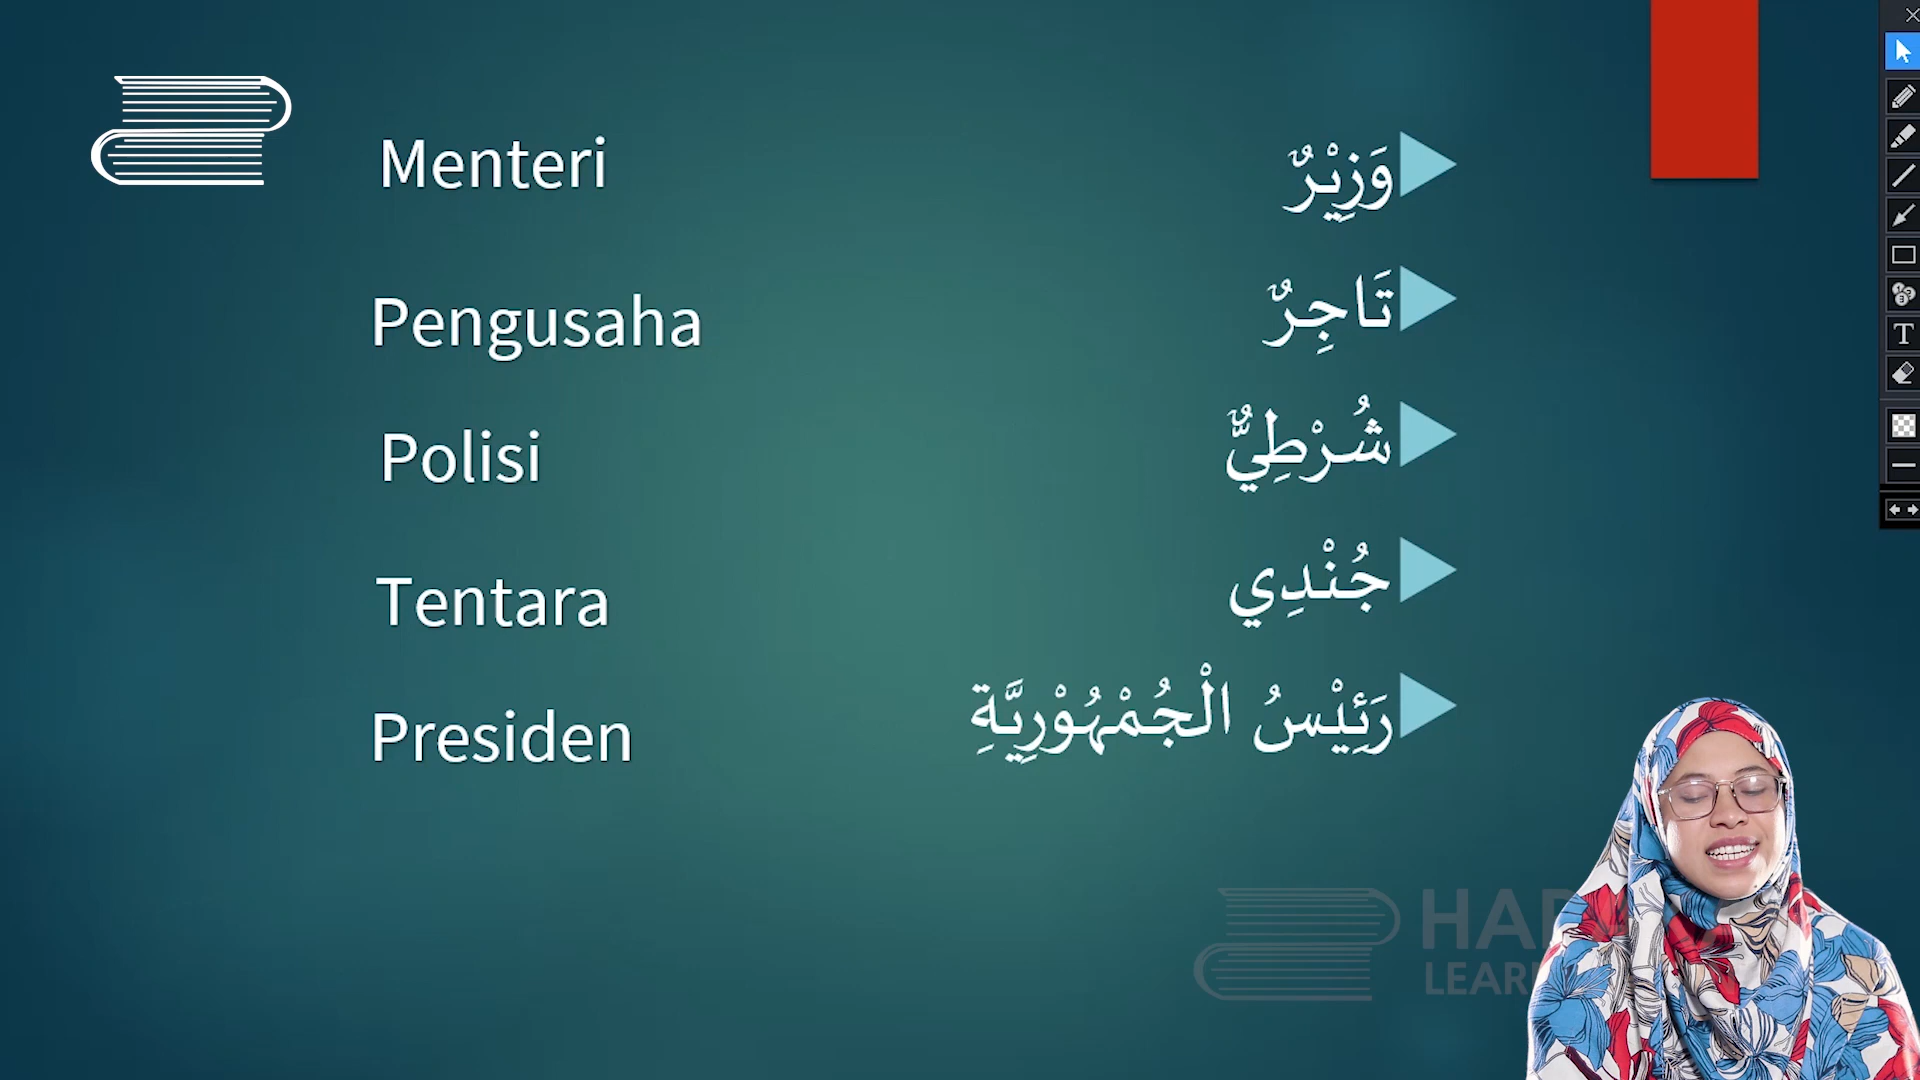 Menteri
وَزِيْرٌ
Pengusaha
تَاجِرٌ
Polisi
شُرْطِيٌّ
Tentara
جُنْدِي
Presiden
رَئِيْسُ الْجُمْهُوْرِيَّةِ